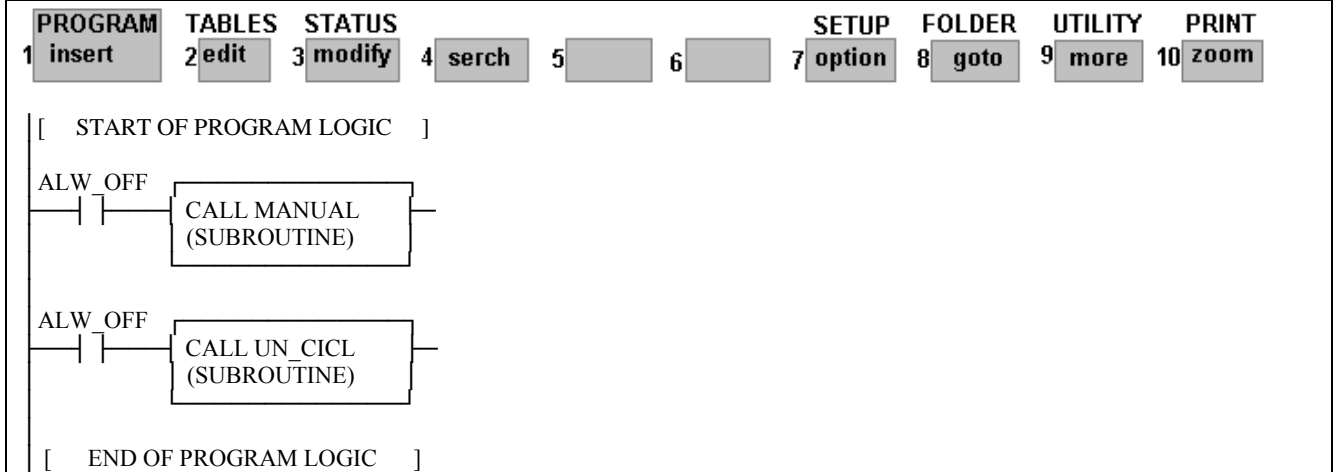 PROGRAM TABLES STATUS SETUP FOLDER UTILITY PRINT
1 insert 2 edit 3 modify 4 serch 5 6 7 option 8 goto 9 more 10 zoom
[ START OF PROGRAM LOGIC ]
ALW_OFF
CALL MANUAL
(SUBROUTINE)
ALW_OFF
CALL UN_CICL
(SUBROUTINE)
[ END OF PROGRAM LOGIC ]